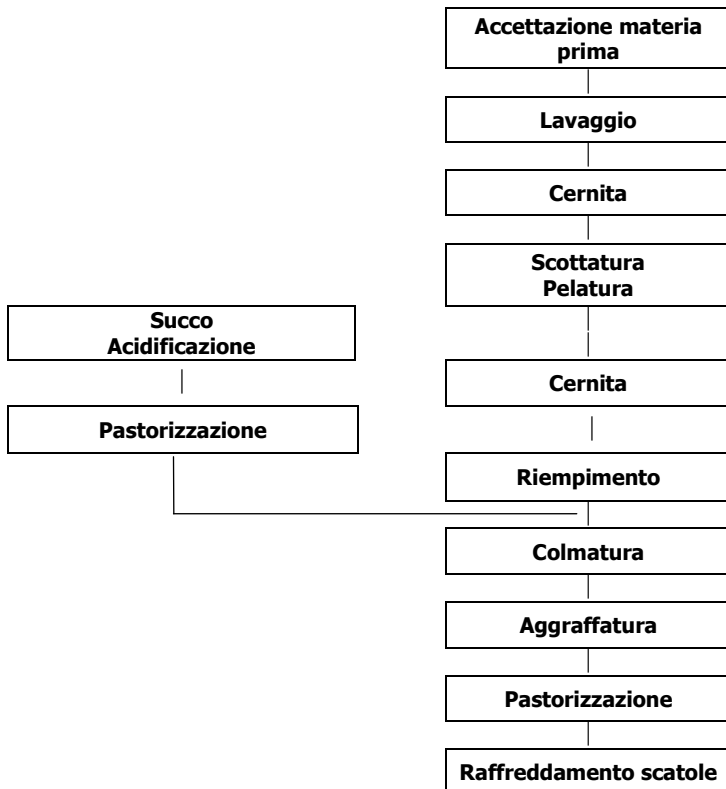 Accettazione materia
prima
Lavaggio
Cernita
Scottatura
Pelatura
Succo
Acidificazione
Cernita
Pastorizzazione
Riempimento
Colmatura
Aggraffatura
Pastorizzazione
Raffreddamento scatole